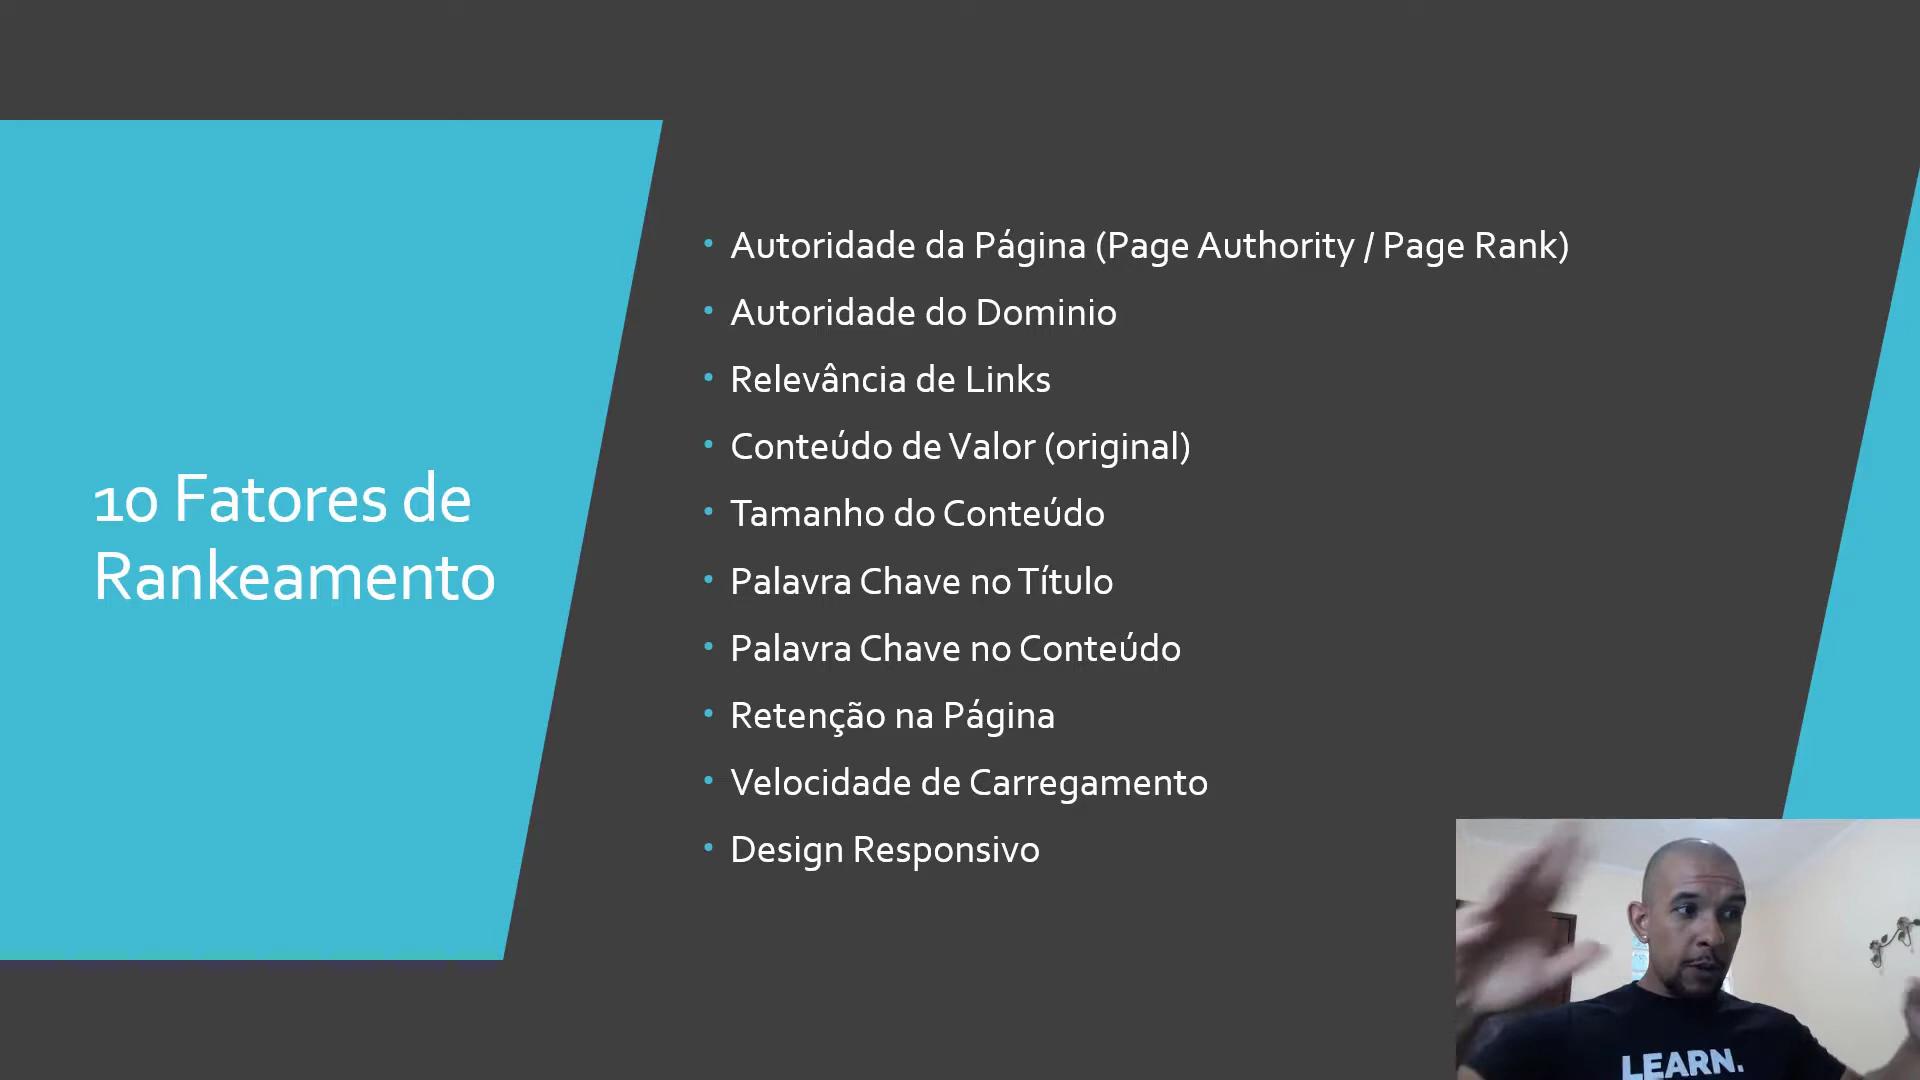 10 Fatores de
Rankeamento
Autoridade da Página (Page Authority / Page Rank)
Autoridade do Dominio
Relevância de Links
Conteúdo de Valor (original)
Tamanho do Conteúdo
Palavra Chave no Título
Palavra Chave no Conteúdo
Retenção na Página
Velocidade de Carregamento
Design Responsivo
LEARN.